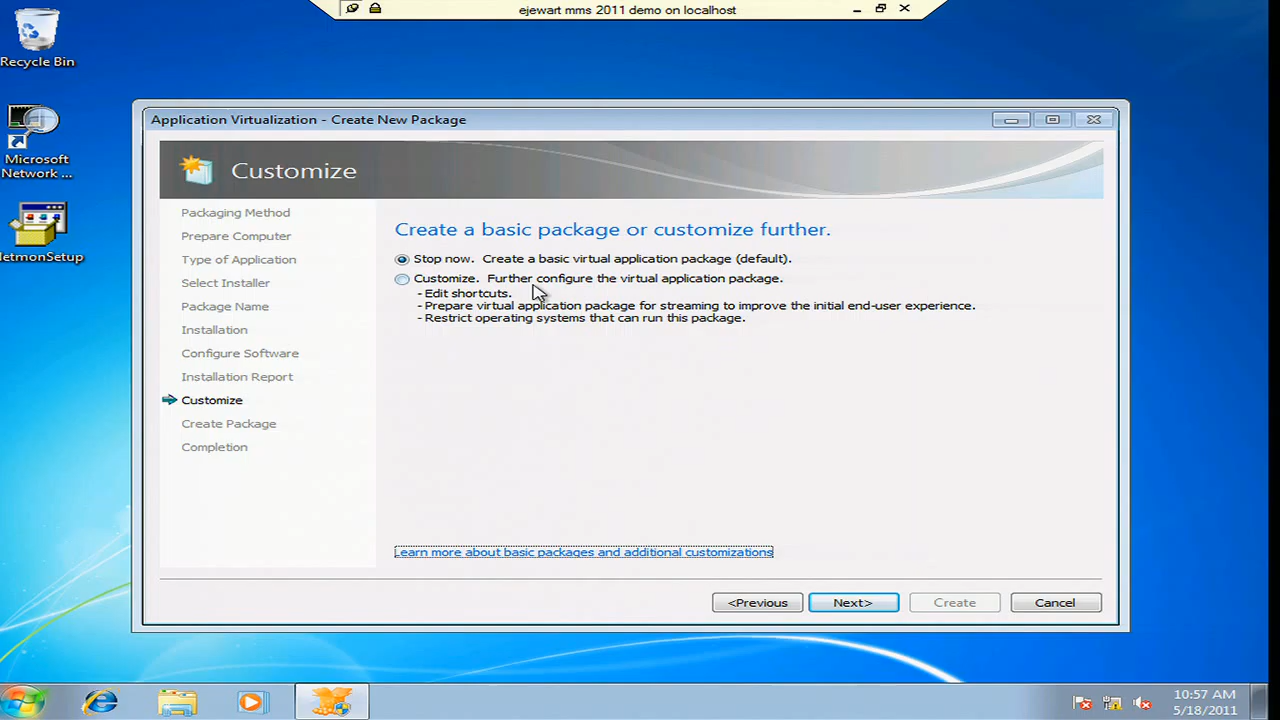 ejewart mms 2011 demo on localhost
Recycle Bin
Microsoft
Network ...
NetmonSetup
Application Virtualization - Create New Package
Customize
Packaging Method
Prepare Computer
Type of Application
Select Installer
Package Name
Installation
Configure Software
Installation Report
Customize
Create Package
Completion
Create a basic package or customize further.
Stop now. Create a basic virtual application package (default).
Customize. Further configure the virtual application package.
- Edit shortcuts.
- Prepare virtual application package for streaming to improve the initial end-user experience.
- Restrict operating systems that can run this package.
Learn more about basic packages and additional customizations
<Previous
Next>
Create
Cancel
10:57 AM
5/18/2011